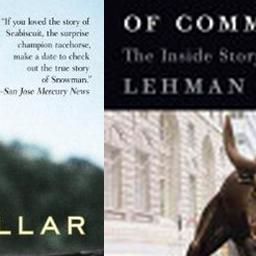 "If you loved the story of
Seabiscuit, the surprise
champion racehorse,
make a date to check
out the true story
of Snowman."
-San Jose Mercury News
LLAR
OF COMM
The Inside Stor
LEHMAN